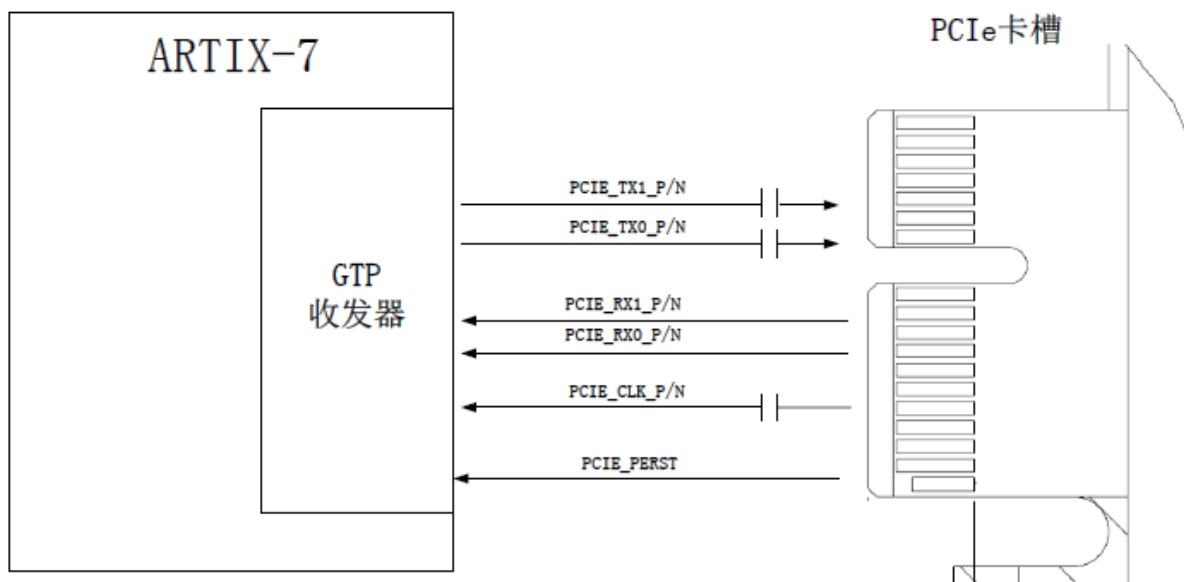 PCIe卡槽
ARTIX-7
PCIE_TX1_P/N
PCIE_TX0_P/N
GTP
收发器
PCIE_RX1_P/N
PCIE_RX0_P/N
PCIE_CLK_P/N
PCIE_PERST